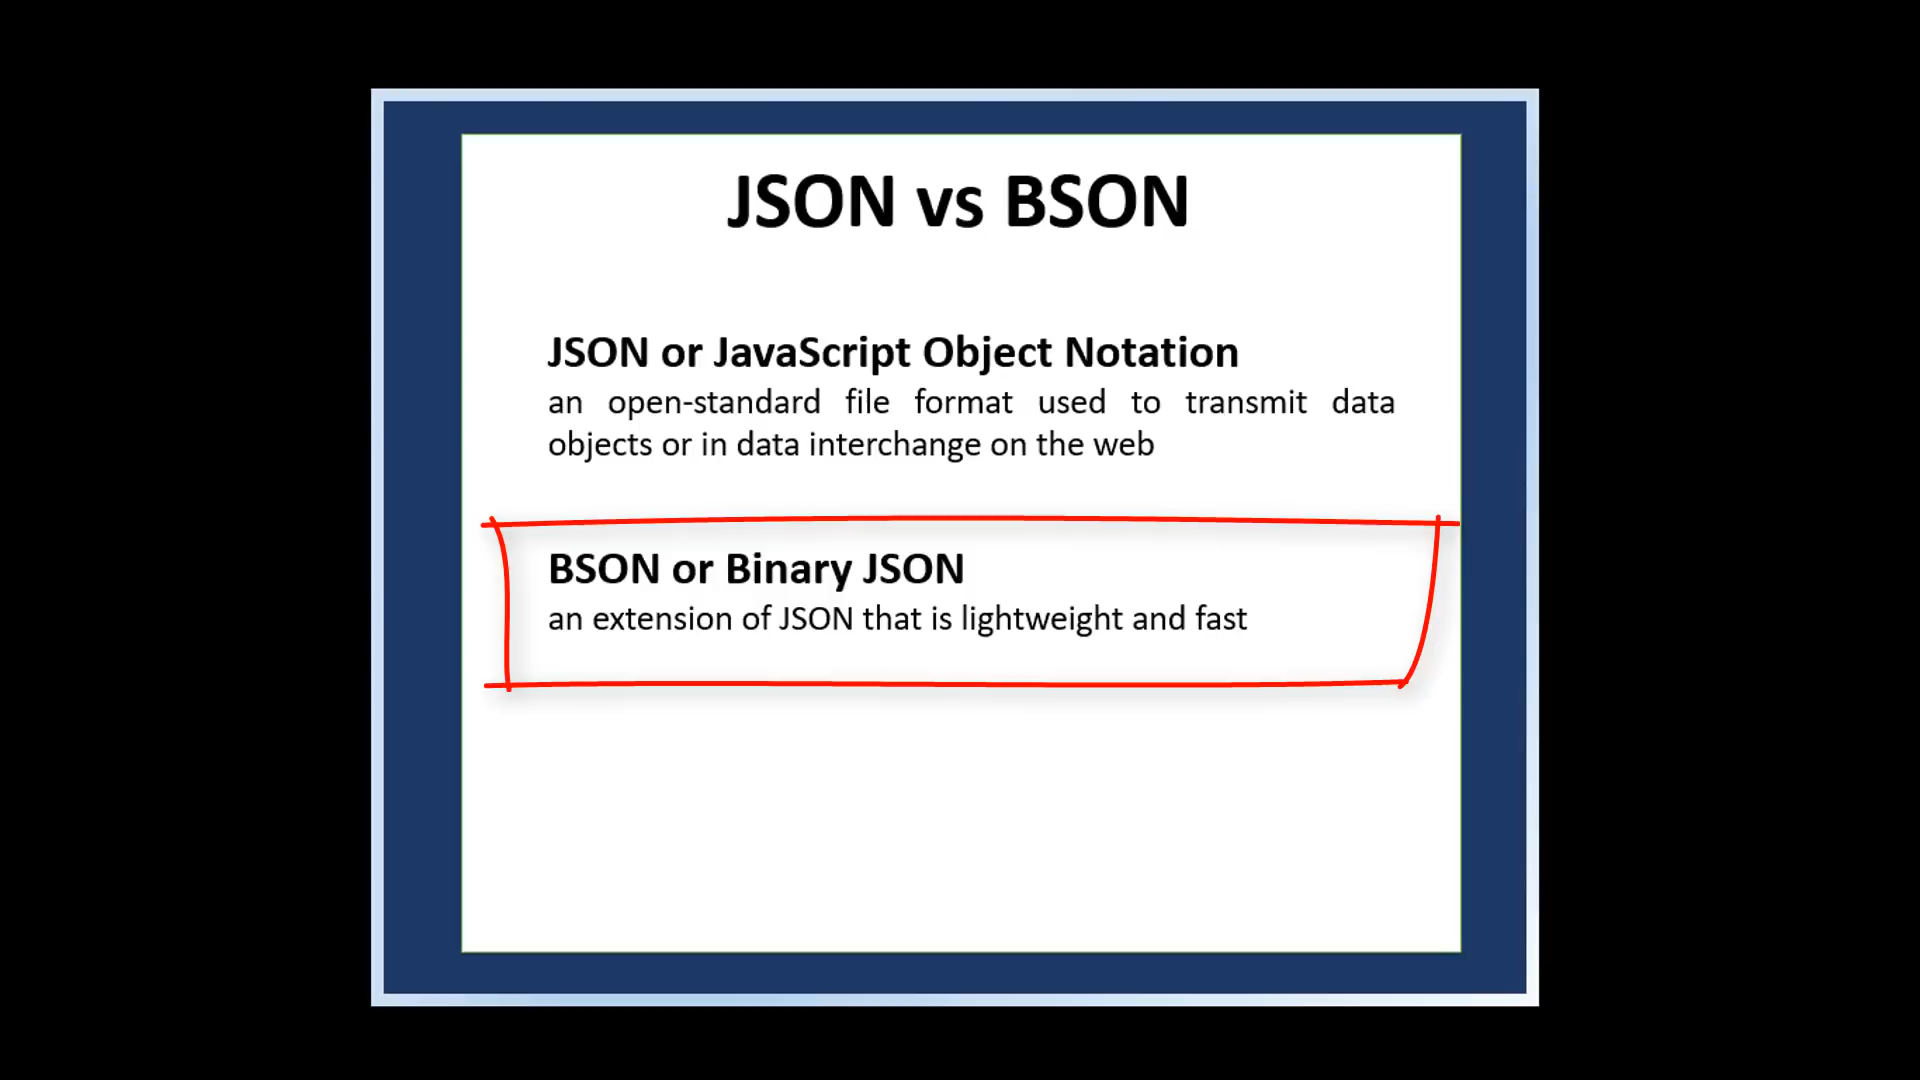 JSON vs BSON
JSON or JavaScript Object Notation
an open-standard file format used to transmit data
objects or in data interchange on the web
BSON or Binary JSON
an extension of JSON that is lightweight and fast